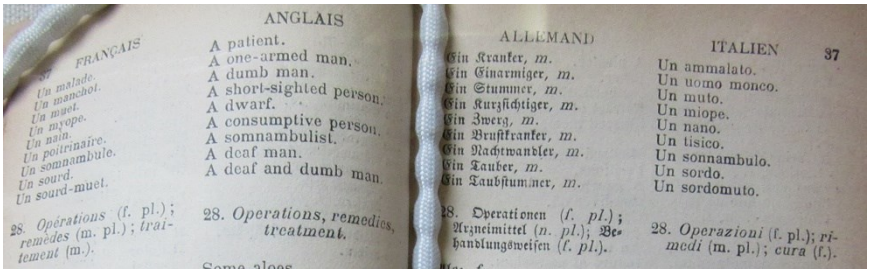 37
FRANÇAIS
Un malade.
Un manchot.
Un muet.
Un myope.
Un nain.
Un poitrinaire.
Un somnambule.
Un sourd.
Un sourd-muet.
28. Opérations (f. pl.);
remèdes (m. pl.); trai-
tement (m.).
ANGLAIS
A patient.
A one-armed man.
A dumb man.
A short-sighted person.
A dwarf.
A consumptive person.
A somnambulist.
A deaf man.
A deaf and dumb man.
28. Operations, remedies,
treatment.
Some aloes.
ALLEMAND
Ein Kranker, m.
Ein Einarmiger, m.
Ein Stummer, m.
Ein Kurzsichtiger, m.
Ein Zwerg, m.
Ein Brustkranker, m.
Ein Nachtwandler, m.
Ein Tauber, m.
Ein Taubstummer, m.
28. Operationen (f. pl.);
Arzneimittel (n. pl.); Be-
handlungsweisen (f. pl.).
ITALIEN
37
Un ammalato.
Un uomo monco.
Un muto.
Un miope.
Un nano.
Un tisico.
Un sonnambulo.
Un sordo.
Un sordomuto.
28. Operazioni (f. pl.); ri-
medi (m. pl.); cura (f.).